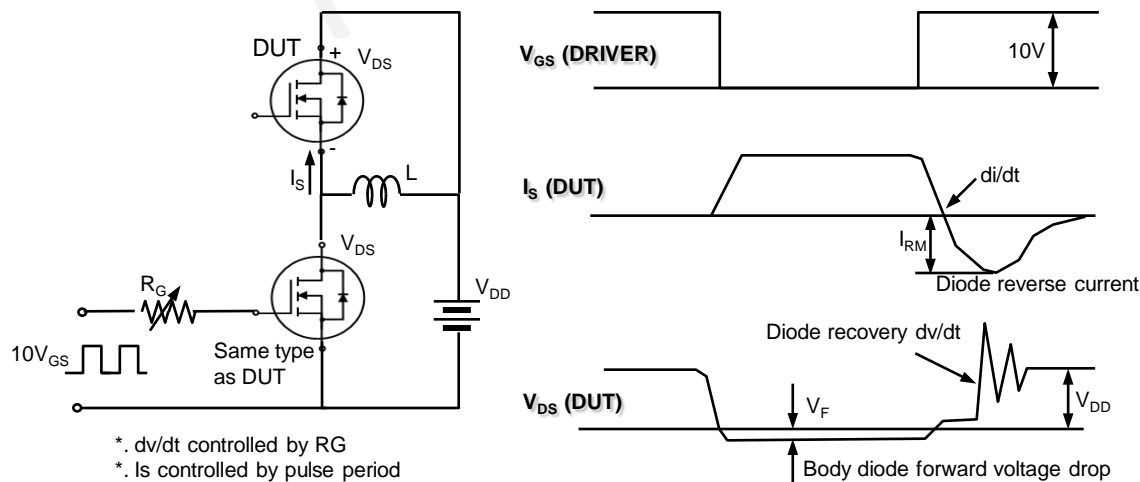 DUT
+
V_DS
-
I_S
L
V_DS
R_G
V_DD
10V_GS
Same type
as DUT
*. dv/dt controlled by RG
*. Is controlled by pulse period
V_GS (DRIVER)
10V
I_S (DUT)
di/dt
I_RM
Diode reverse current
Diode recovery dv/dt
V_DS (DUT)
V_F
V_DD
Body diode forward voltage drop